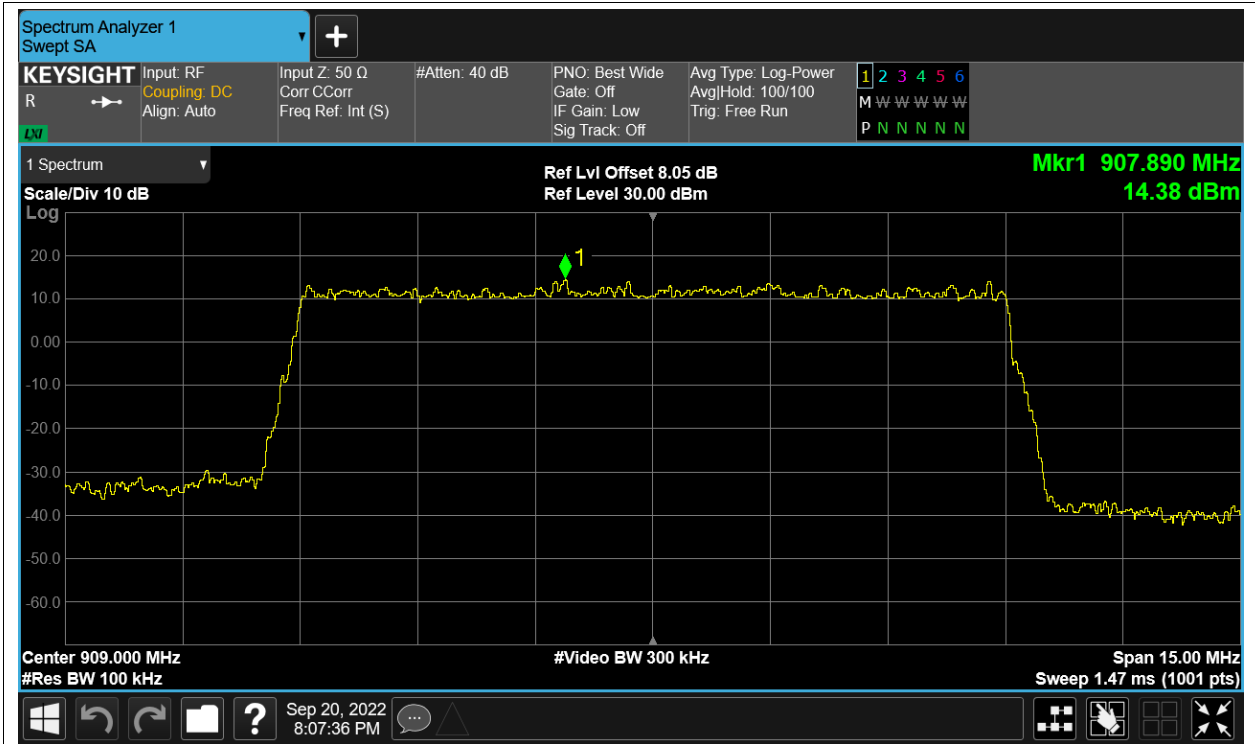 Spectrum Analyzer 1
Swept SA
KEYSIGHT
R
LXI
Input: RF
Coupling: DC
Align: Auto
Input Z: 50 Ω
Corr CCorr
Freq Ref: Int (S)
#Atten: 40 dB
PNO: Best Wide
Gate: Off
IF Gain: Low
Sig Track: Off
Avg Type: Log-Power
Avg|Hold: 100/100
Trig: Free Run
1 2 3 4 5 6
M W W W W W
P N N N N N
1 Spectrum
Scale/Div 10 dB
Log
Ref Lvl Offset 8.05 dB
Ref Level 30.00 dBm
Mkr1 907.890 MHz
14.38 dBm
1
20.0
10.0
0.00
-10.0
-20.0
-30.0
-40.0
-50.0
-60.0
Center 909.000 MHz
#Res BW 100 kHz
#Video BW 300 kHz
Span 15.00 MHz
Sweep 1.47 ms (1001 pts)
?
Sep 20, 2022
8:07:36 PM